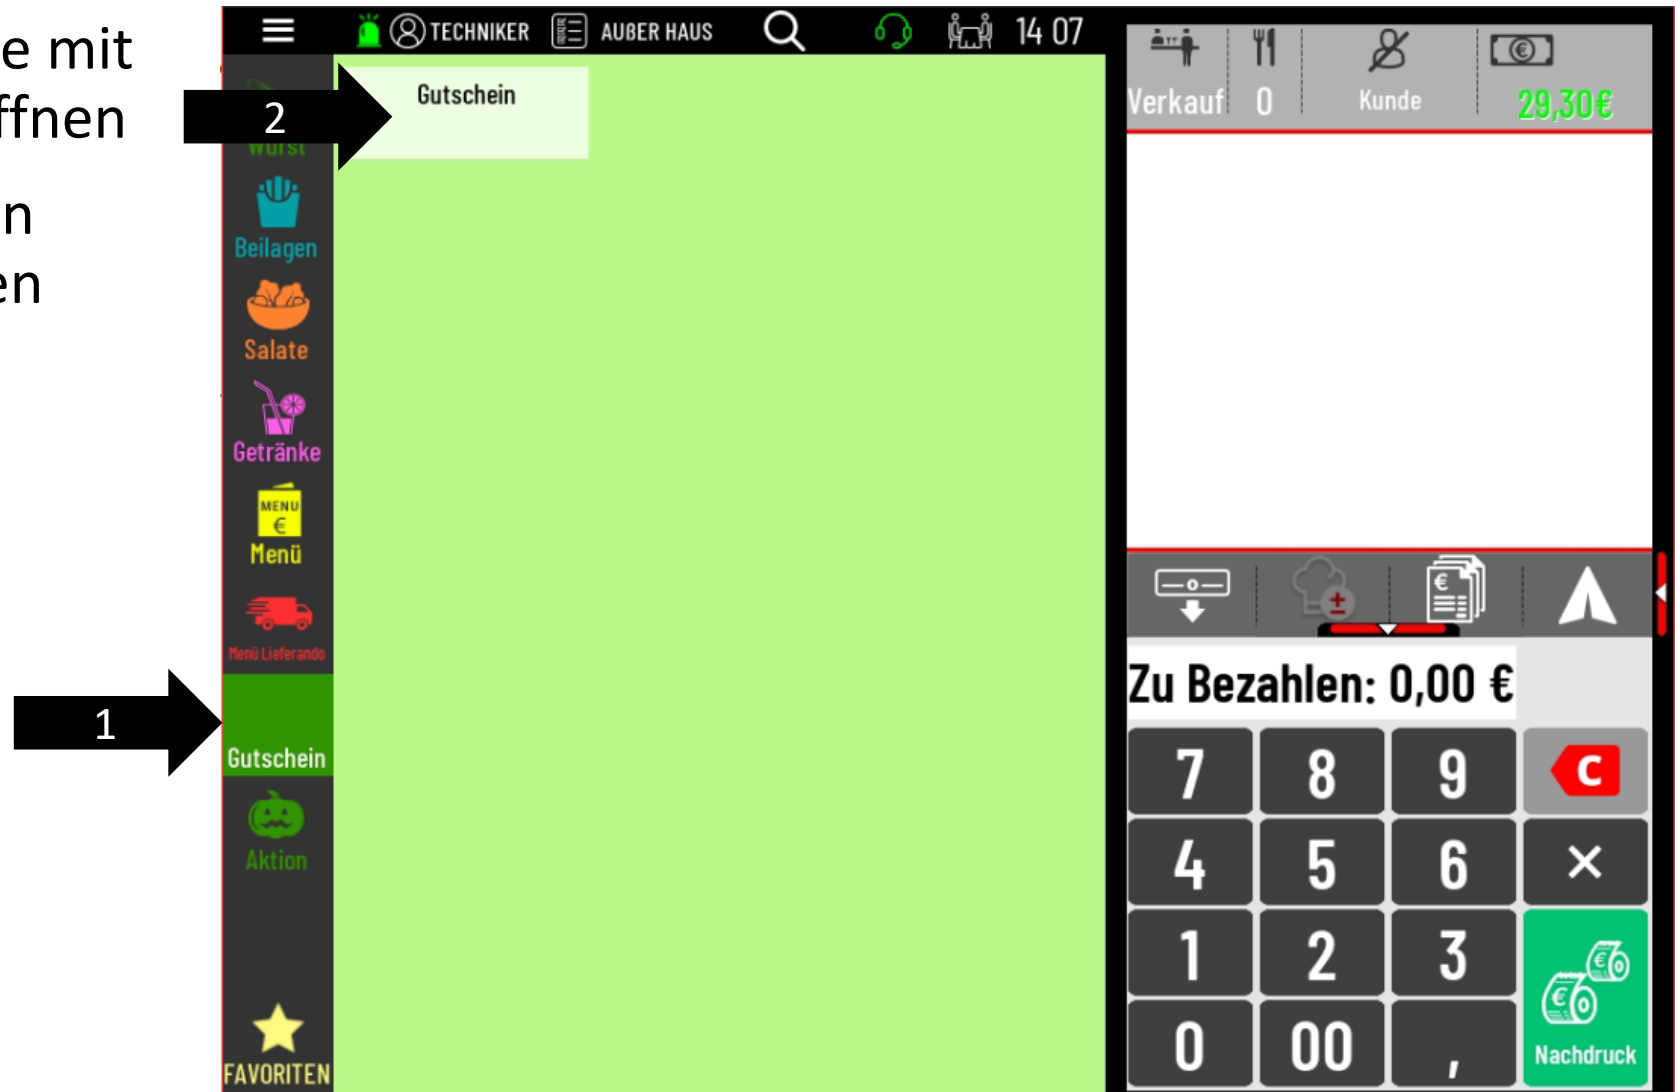 e mit
ffnen
n
en
1
2
TECHNIKER
AUßER HAUS
14 07
Wurst
Beilagen
Salate
Getränke
MENU
€
Menü
Menü Lieferando
Gutschein
Aktion
FAVORITEN
Gutschein
Verkauf
0
Kunde
€
29,30€
€
Zu Bezahlen: 0,00 €
7 8 9 C
4 5 6 ×
1 2 3
0 00 ,
€
€
Nachdruck